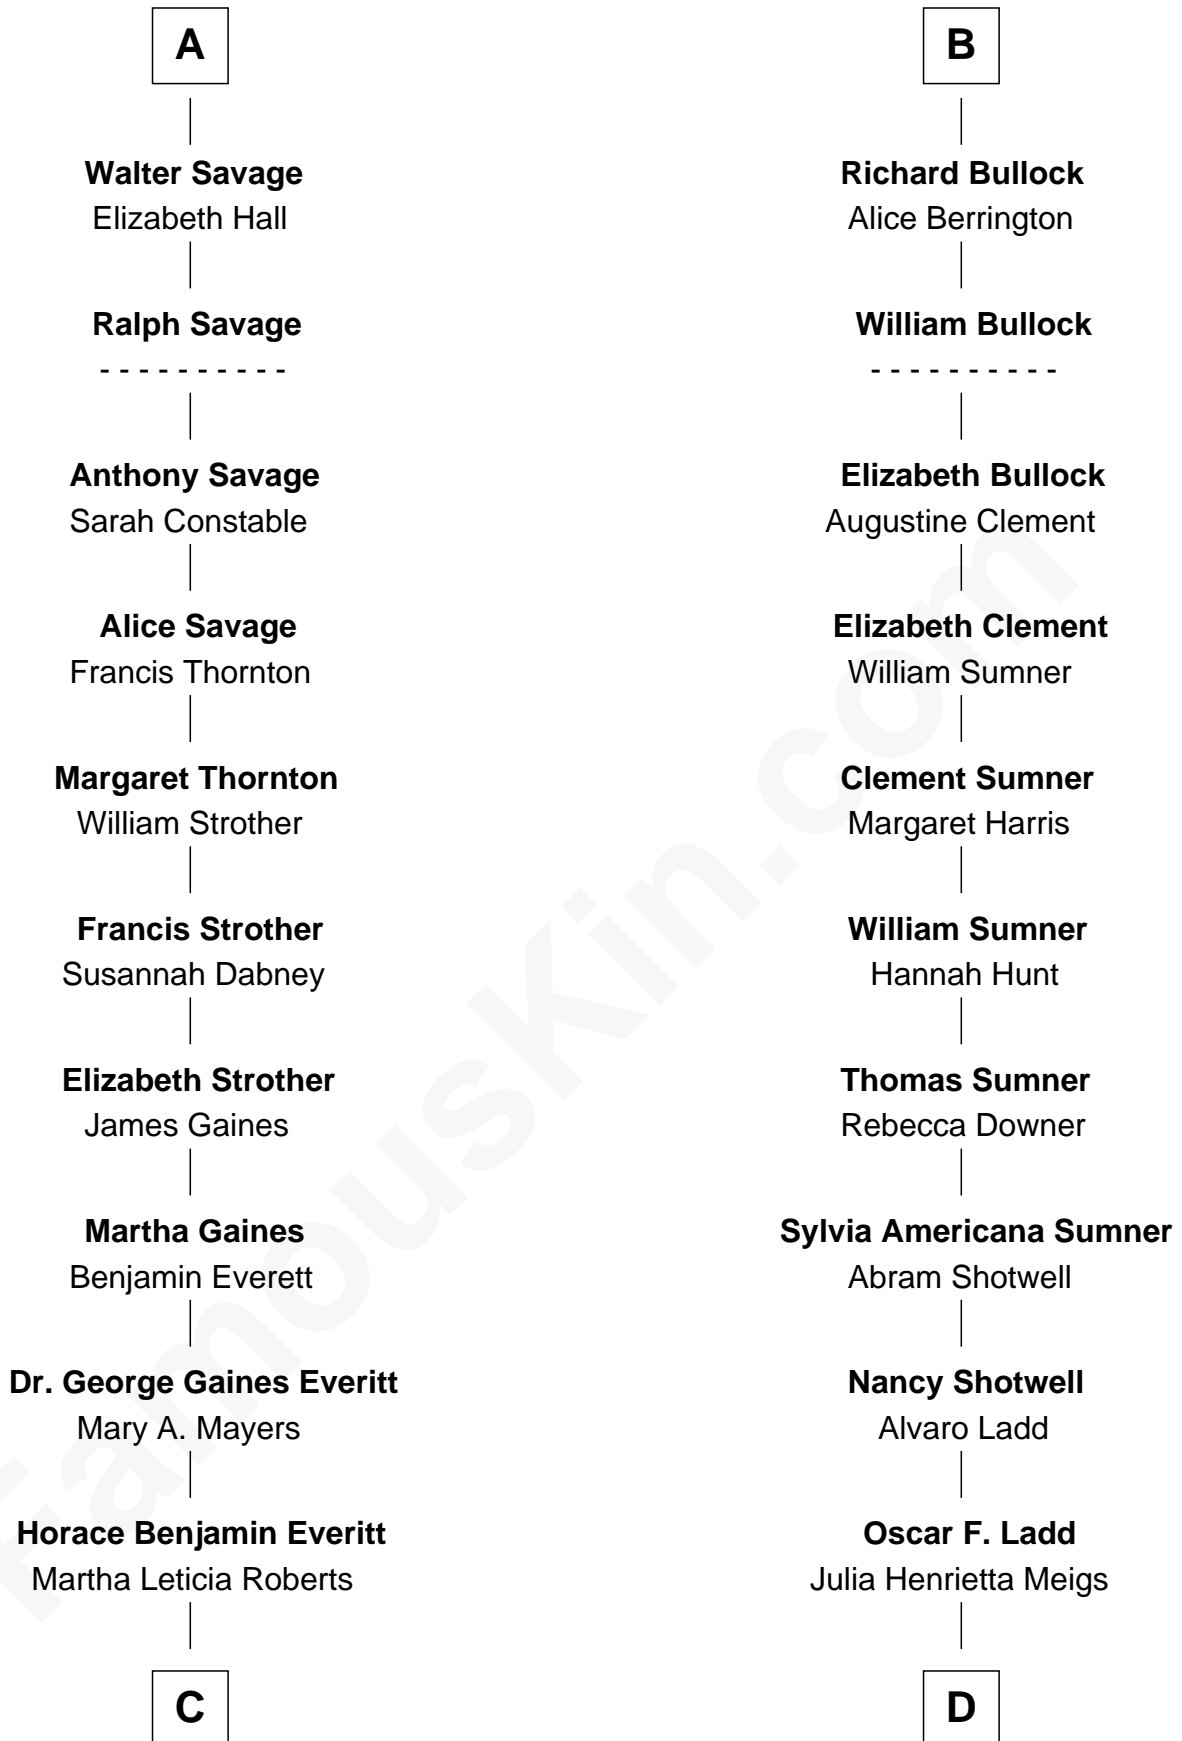 A
Walter Savage
Elizabeth Hall
Ralph Savage
- - - - - - - - - -
Anthony Savage
Sarah Constable
Alice Savage
Francis Thornton
Margaret Thornton
William Strother
Francis Strother
Susannah Dabney
Elizabeth Strother
James Gaines
Martha Gaines
Benjamin Everett
Dr. George Gaines Everitt
Mary A. Mayers
Horace Benjamin Everitt
Martha Leticia Roberts
C
B
Richard Bullock
Alice Berrington
William Bullock
- - - - - - - - - -
Elizabeth Bullock
Augustine Clement
Elizabeth Clement
William Sumner
Clement Sumner
Margaret Harris
William Sumner
Hannah Hunt
Thomas Sumner
Rebecca Downer
Sylvia Americana Sumner
Abram Shotwell
Nancy Shotwell
Alvaro Ladd
Oscar F. Ladd
Julia Henrietta Meigs
D
FamousKin.com